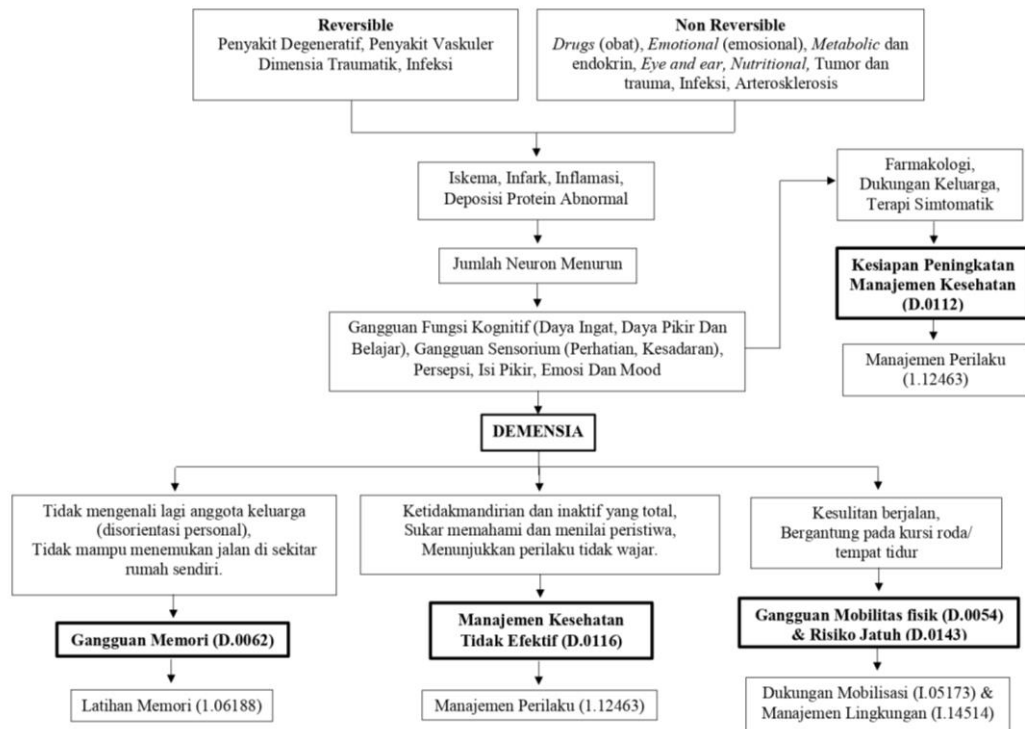 Reversible
Penyakit Degeneratif, Penyakit Vaskuler
Dimensia Traumatik, Infeksi
Non Reversible
Drugs (obat), Emotional (emosional), Metabolic dan
endokrin, Eye and ear, Nutritional, Tumor dan
trauma, Infeksi, Arterosklerosis
Iskema, Infark, Inflamasi,
Deposisi Protein Abnormal
Farmakologi,
Dukungan Keluarga,
Terapi Simtomatik
Jumlah Neuron Menurun
Kesiapan Peningkatan
Manajemen Kesehatan
(D.0112)
Gangguan Fungsi Kognitif (Daya Ingat, Daya Pikir Dan
Belajar), Gangguan Sensorium (Perhatian, Kesadaran),
Persepsi, Isi Pikir, Emosi Dan Mood
Manajemen Perilaku
(1.12463)
DEMENSIA
Tidak mengenali lagi anggota keluarga
(disorientasi personal),
Tidak mampu menemukan jalan di sekitar
rumah sendiri.
Ketidakmandirian dan inaktif yang total,
Sukar memahami dan menilai peristiwa,
Menunjukkan perilaku tidak wajar.
Kesulitan berjalan,
Bergantung pada kursi roda/
tempat tidur
Gangguan Memori (D.0062)
Manajemen Kesehatan
Tidak Efektif (D.0116)
Gangguan Mobilitas fisik (D.0054)
& Risiko Jatuh (D.0143)
Latihan Memori (1.06188)
Manajemen Perilaku (1.12463)
Dukungan Mobilisasi (I.05173) &
Manajemen Lingkungan (I.14514)